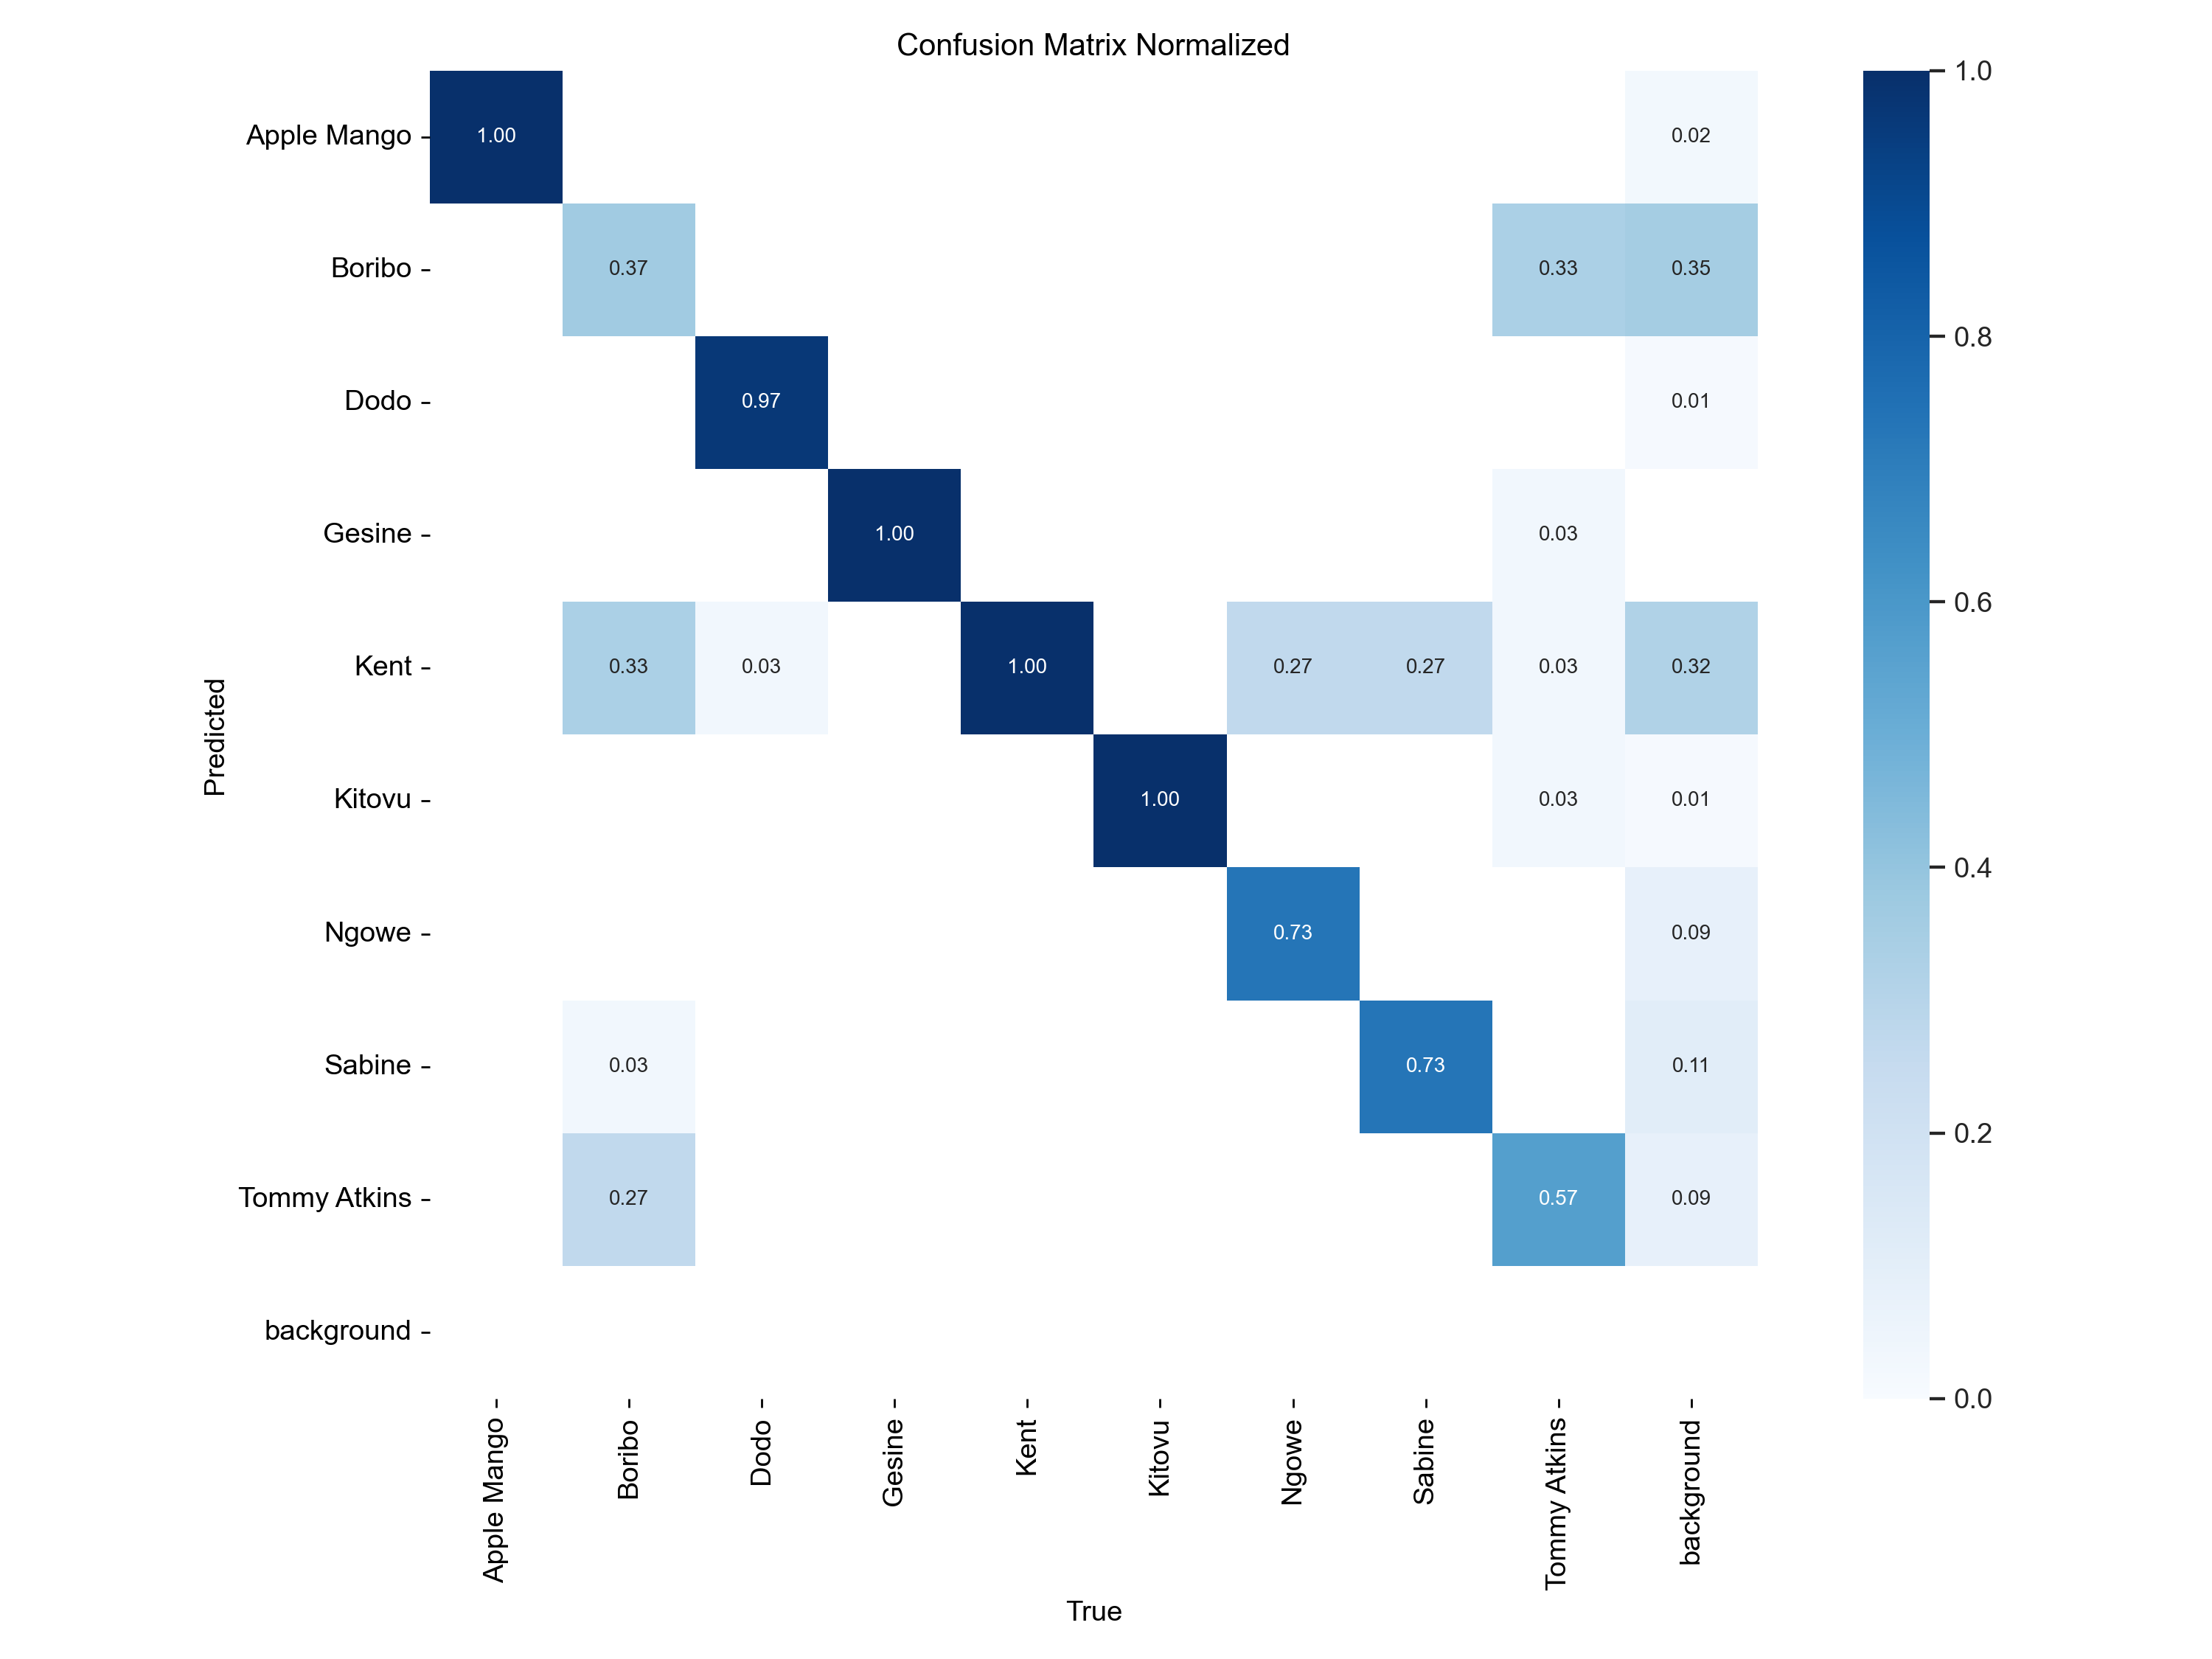 Confusion Matrix Normalized
Apple Mango 1.00 0.02
Boribo 0.37 0.33 0.35
Dodo 0.97 0.01
Gesine 1.00 0.03
Kent 0.33 0.03 1.00 0.27 0.27 0.03 0.32
Kitovu 1.00 0.03 0.01
Ngowe 0.73 0.09
Sabine 0.03 0.73 0.11
Tommy Atkins 0.27 0.57 0.09
background
Predicted
Apple Mango
Boribo
Dodo
Gesine
Kent
Kitovu
Ngowe
Sabine
Tommy Atkins
background
True
1.0
0.8
0.6
0.4
0.2
0.0